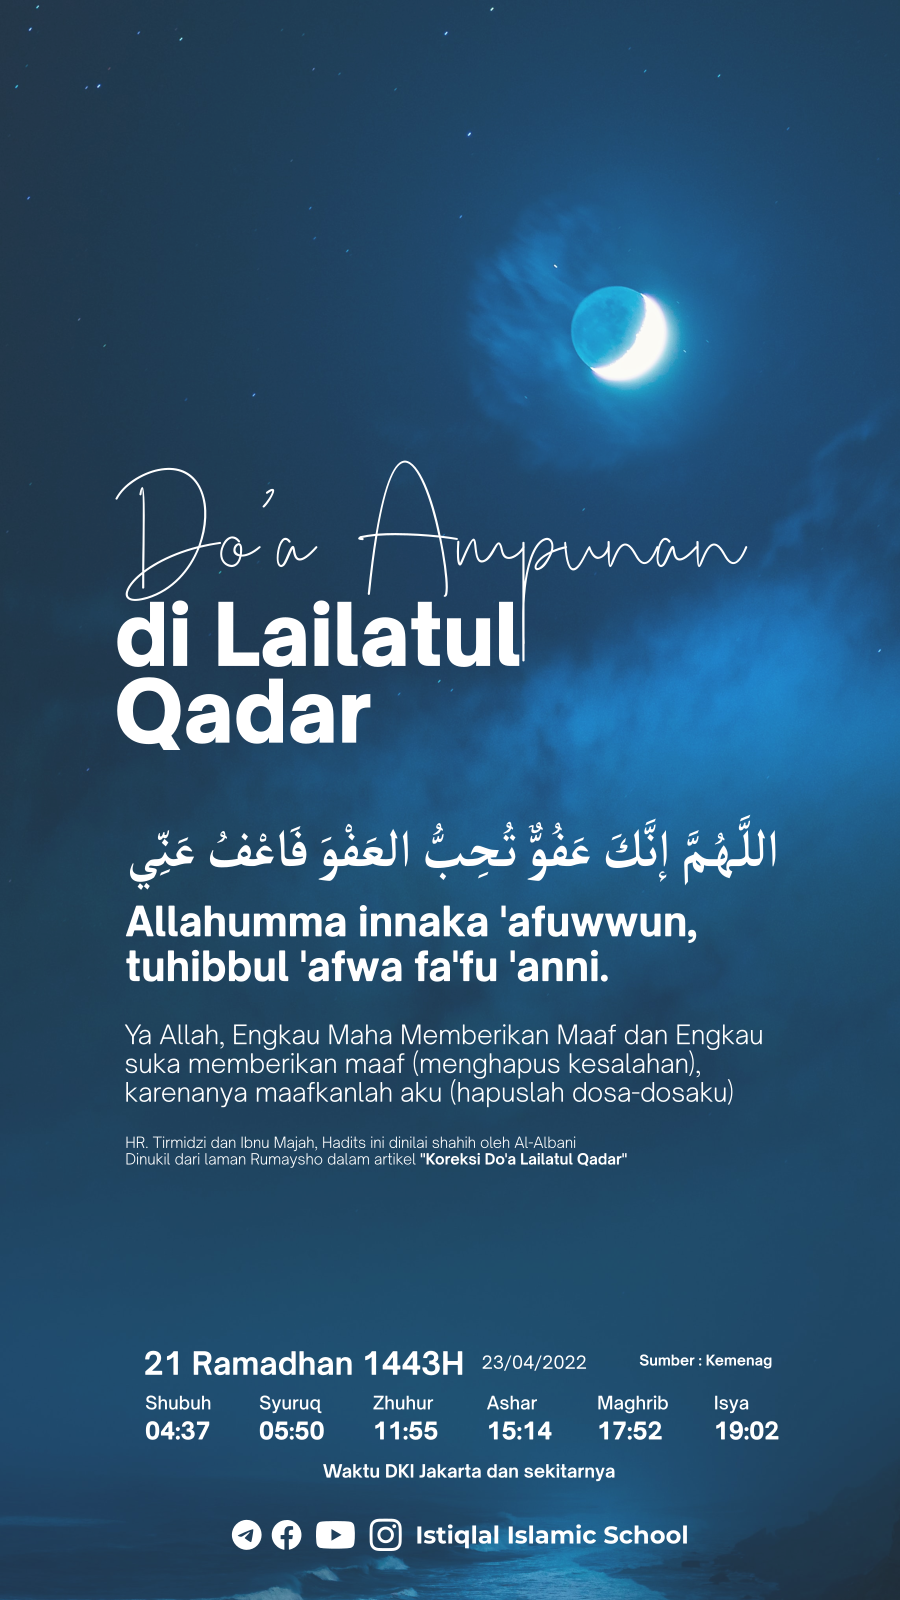 Do'a Ampunan
di Lailatul
Qadar
اللَّهُمَّ إِنَّكَ عَفُوٌّ تُحِبُّ العَفْوَ فَاعْفُ عَنِّي
Allahumma innaka 'afuwwun,
tuhibbul 'afwa fa'fu 'anni.
Ya Allah, Engkau Maha Memberikan Maaf dan Engkau
suka memberikan maaf (menghapus kesalahan),
karenanya maafkanlah aku (hapuslah dosa-dosaku)
HR. Tirmidzi dan Ibnu Majah, Hadits ini dinilai shahih oleh Al-Albani
Dinukil dari laman Rumaysho dalam artikel "Koreksi Do'a Lailatul Qadar"
21 Ramadhan 1443H 23/04/2022 Sumber : Kemenag
Shubuh Syuruq Zhuhur Ashar Maghrib Isya
04:37 05:50 11:55 15:14 17:52 19:02
Waktu DKI Jakarta dan sekitarnya
Istiqlal Islamic School